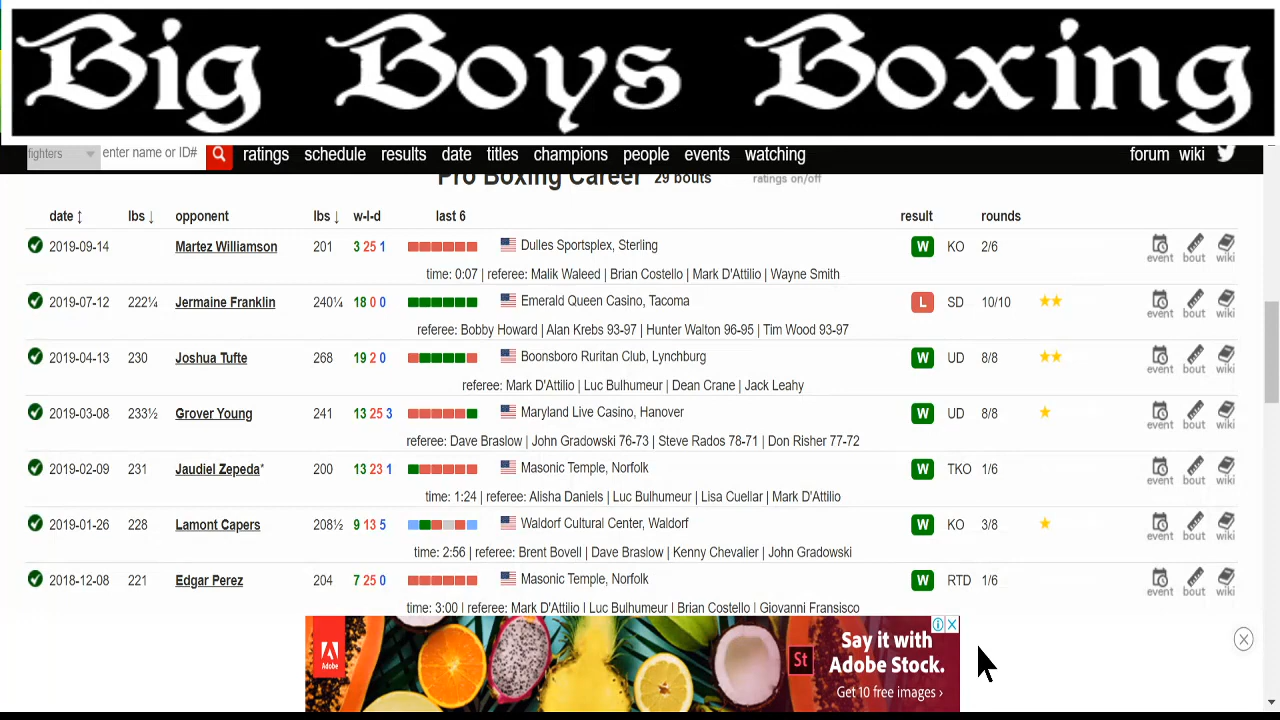 Big Boys Boxing
fighters enter name or ID# ratings schedule results date titles champions people events watching forum wiki
Pro Boxing Career 29 bouts ratings on/off
date ↕ lbs ↓ opponent lbs ↓ w-l-d last 6 result rounds
2019-09-14 Martez Williamson 201 3 25 1 Dulles Sportsplex, Sterling W KO 2/6 event bout wiki
time: 0:07 | referee: Malik Waleed | Brian Costello | Mark D'Attilio | Wayne Smith
2019-07-12 222¼ Jermaine Franklin 240¼ 18 0 0 Emerald Queen Casino, Tacoma L SD 10/10 event bout wiki
referee: Bobby Howard | Alan Krebs 93-97 | Hunter Walton 96-95 | Tim Wood 93-97
2019-04-13 230 Joshua Tufte 268 19 2 0 Boonsboro Ruritan Club, Lynchburg W UD 8/8 event bout wiki
referee: Mark D'Attilio | Luc Bulhumeur | Dean Crane | Jack Leahy
2019-03-08 233½ Grover Young 241 13 25 3 Maryland Live Casino, Hanover W UD 8/8 event bout wiki
referee: Dave Braslow | John Gradowski 76-73 | Steve Rados 78-71 | Don Risher 77-72
2019-02-09 231 Jaudiel Zepeda* 200 13 23 1 Masonic Temple, Norfolk W TKO 1/6 event bout wiki
time: 1:24 | referee: Alisha Daniels | Luc Bulhumeur | Lisa Cuellar | Mark D'Attilio
2019-01-26 228 Lamont Capers 208½ 9 13 5 Waldorf Cultural Center, Waldorf W KO 3/8 event bout wiki
time: 2:56 | referee: Brent Bovell | Dave Braslow | Kenny Chevalier | John Gradowski
2018-12-08 221 Edgar Perez 204 7 25 0 Masonic Temple, Norfolk W RTD 1/6 event bout wiki
time: 3:00 | referee: Mark D'Attilio | Luc Bulhumeur | Brian Costello | Giovanni Fransisco
Adobe
St
Say it with
Adobe Stock.
Get 10 free images ›